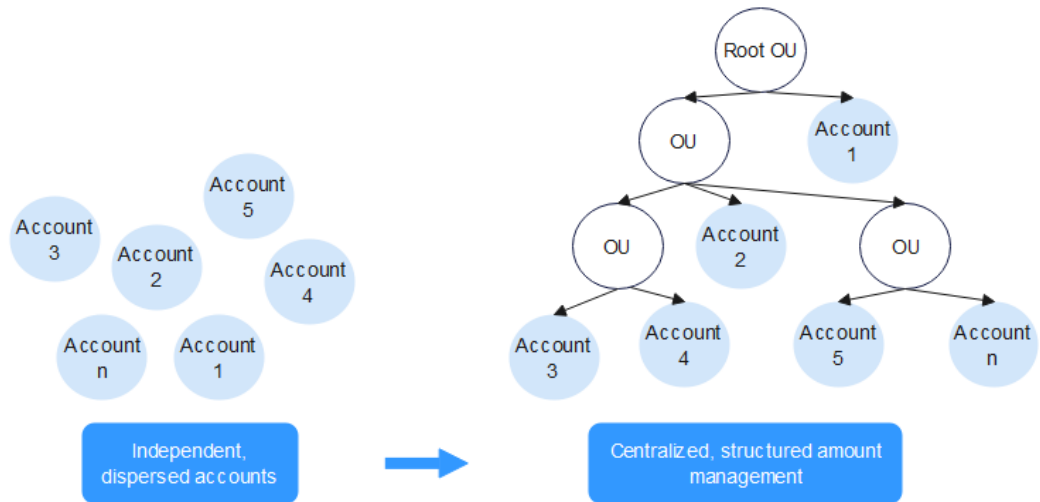 Account
5
Account
3
Account
2
Account
4
Account
n
Account
1
Independent,
dispersed accounts
Root OU
OU
Account
1
OU
Account
2
OU
Account
3
Account
4
Account
5
Account
n
Centralized, structured amount
management